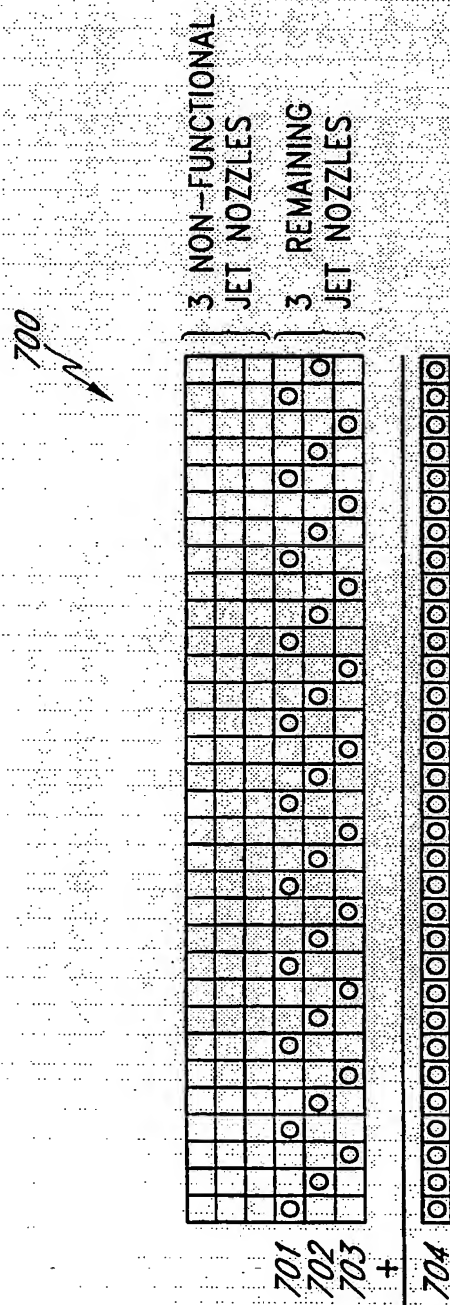 700
3 NON-FUNCTIONAL
JET NOZZLES
3 REMAINING
JET NOZZLES
701
702
703
+
704